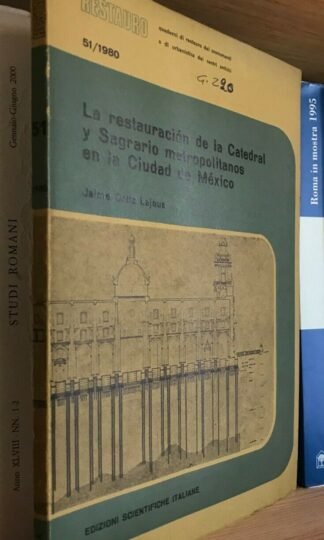 RESTAURO
quaderni di restauro dei monumenti
e di urbanistica dei centri antichi
51/1980
G. 220
La restauración de la Catedral
y Sagrario metropolitanos
en la Ciudad de México
Jaime Ortiz Lajous
EDIZIONI SCIENTIFICHE ITALIANE
51
Gennaio-Giugno 2000
STUDI ROMANI
Anno XLVIII NN. 1-2
Roma in mostra 1995